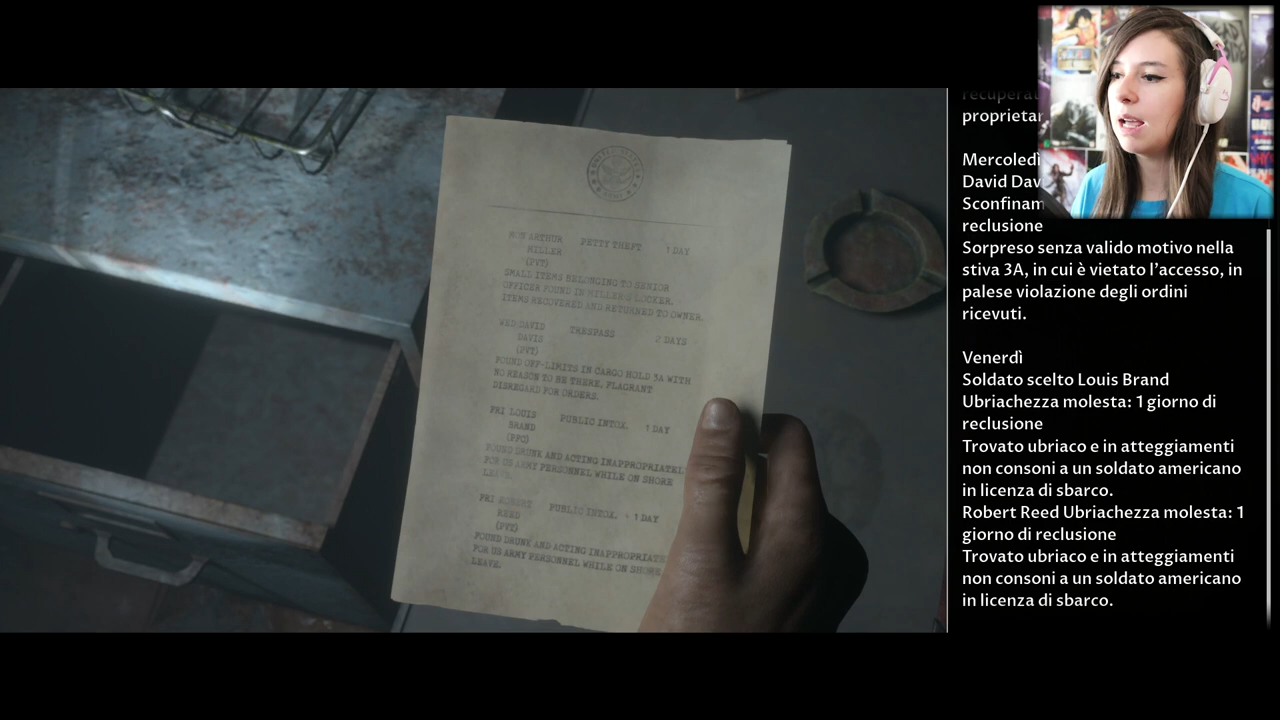 MON ARTHUR PETTY THEFT 1 DAY
MILLER
(PVT)
SMALL ITEMS BELONGING TO SENIOR
OFFICER FOUND IN MILLER'S LOCKER.
ITEMS RECOVERED AND RETURNED TO OWNER.
WED DAVID TRESPASS 2 DAYS
DAVIS
(PVT)
FOUND OFF-LIMITS IN CARGO HOLD 3A WITH
NO REASON TO BE THERE, FLAGRANT
DISREGARD FOR ORDERS.
FRI LOUIS PUBLIC INTOX. 1 DAY
BRAND
(PFC)
FOUND DRUNK AND ACTING INAPPROPRIATELY
FOR US ARMY PERSONNEL WHILE ON SHORE
LEAVE.
FRI ROBERT PUBLIC INTOX. 1 DAY
REED
(PVT)
FOUND DRUNK AND ACTING INAPPROPRIATE
FOR US ARMY PERSONNEL WHILE ON SHORE
LEAVE.
recuperat
proprietar
Mercoledì
David Dav
Sconfinam
reclusione
Sorpreso senza valido motivo nella
stiva 3A, in cui è vietato l'accesso, in
palese violazione degli ordini
ricevuti.
Venerdì
Soldato scelto Louis Brand
Ubriachezza molesta: 1 giorno di
reclusione
Trovato ubriaco e in atteggiamenti
non consoni a un soldato americano
in licenza di sbarco.
Robert Reed Ubriachezza molesta: 1
giorno di reclusione
Trovato ubriaco e in atteggiamenti
non consoni a un soldato americano
in licenza di sbarco.